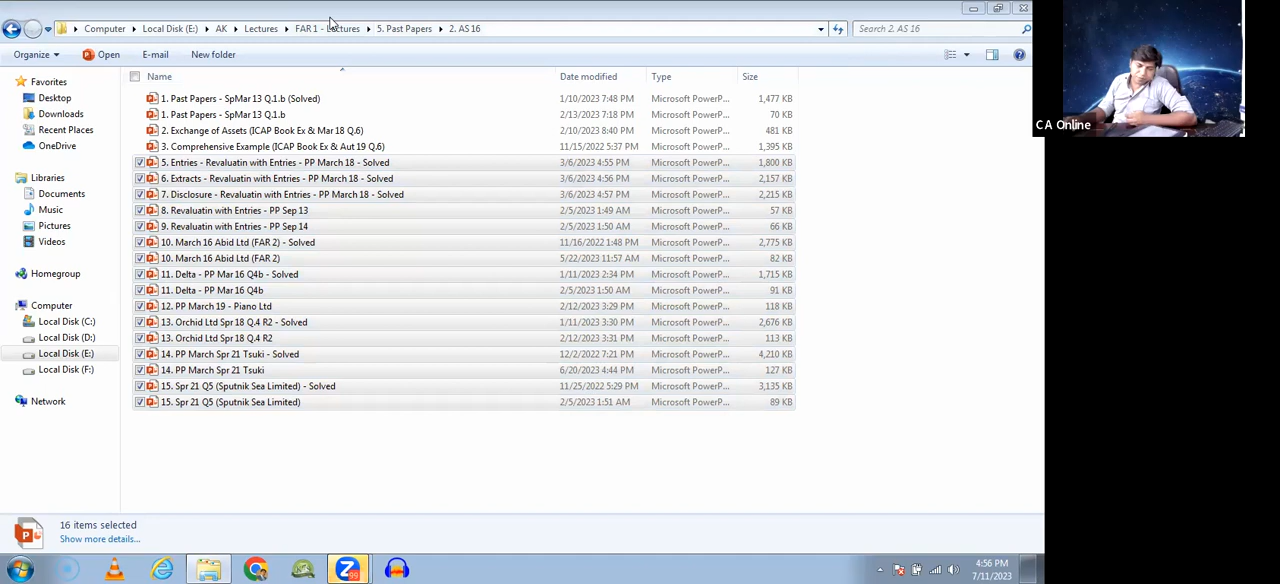 Computer ▸ Local Disk (E:) ▸ AK ▸ Lectures ▸ FAR 1 - Lectures ▸ 5. Past Papers ▸ 2. AS 16
Search 2. AS 16
Organize Open E-mail New folder
Favorites
Desktop
Downloads
Recent Places
OneDrive
Libraries
Documents
Music
Pictures
Videos
Homegroup
Computer
Local Disk (C:)
Local Disk (D:)
Local Disk (E:)
Local Disk (F:)
Network
Name Date modified Type Size
1. Past Papers - SpMar 13 Q.1.b (Solved) 1/10/2023 7:48 PM Microsoft PowerP... 1,477 KB
1. Past Papers - SpMar 13 Q.1.b 2/13/2023 7:18 PM Microsoft PowerP... 70 KB
2. Exchange of Assets (ICAP Book Ex & Mar 18 Q.6) 2/10/2023 8:40 PM Microsoft PowerP... 481 KB
3. Comprehensive Example (ICAP Book Ex & Aut 19 Q.6) 11/15/2022 5:37 PM Microsoft PowerP... 1,395 KB
5. Entries - Revaluatin with Entries - PP March 18 - Solved 3/6/2023 4:55 PM Microsoft PowerP... 1,800 KB
6. Extracts - Revaluatin with Entries - PP March 18 - Solved 3/6/2023 4:56 PM Microsoft PowerP... 2,157 KB
7. Disclosure - Revaluatin with Entries - PP March 18 - Solved 3/6/2023 4:57 PM Microsoft PowerP... 2,215 KB
8. Revaluatin with Entries - PP Sep 13 2/5/2023 1:49 AM Microsoft PowerP... 57 KB
9. Revaluatin with Entries - PP Sep 14 2/5/2023 1:50 AM Microsoft PowerP... 66 KB
10. March 16 Abid Ltd (FAR 2) - Solved 11/16/2022 1:48 PM Microsoft PowerP... 2,775 KB
10. March 16 Abid Ltd (FAR 2) 5/22/2023 11:57 AM Microsoft PowerP... 82 KB
11. Delta - PP Mar 16 Q4b - Solved 1/11/2023 2:34 PM Microsoft PowerP... 1,715 KB
11. Delta - PP Mar 16 Q4b 2/5/2023 1:50 AM Microsoft PowerP... 91 KB
12. PP March 19 - Piano Ltd 2/12/2023 3:29 PM Microsoft PowerP... 118 KB
13. Orchid Ltd Spr 18 Q.4 R2 - Solved 1/11/2023 3:30 PM Microsoft PowerP... 2,676 KB
13. Orchid Ltd Spr 18 Q.4 R2 2/12/2023 3:31 PM Microsoft PowerP... 113 KB
14. PP March Spr 21 Tsuki - Solved 12/2/2022 7:21 PM Microsoft PowerP... 4,210 KB
14. PP March Spr 21 Tsuki 6/20/2023 4:44 PM Microsoft PowerP... 127 KB
15. Spr 21 Q5 (Sputnik Sea Limited) - Solved 11/25/2022 5:29 PM Microsoft PowerP... 3,135 KB
15. Spr 21 Q5 (Sputnik Sea Limited) 2/5/2023 1:51 AM Microsoft PowerP... 89 KB
16 items selected
Show more details...
C A Online
4:56 PM
7/11/2023